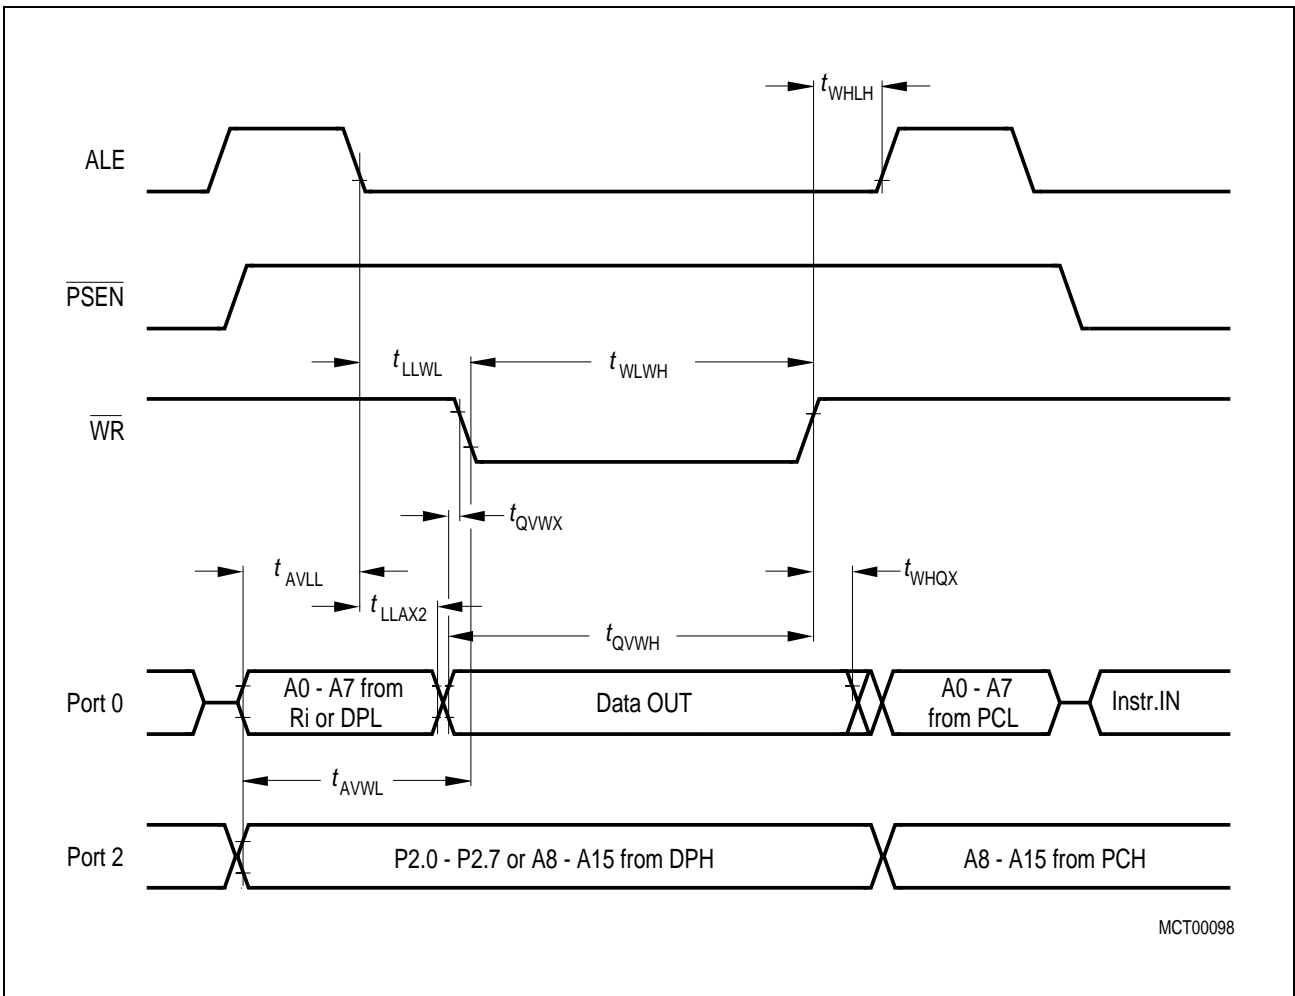 t WHLH
ALE
PSEN
t LLWL
t WLWH
WR
t QVWX
t AVLL
t WHQX
t LLAX2
t QVWH
Port 0
A0 - A7 from
Ri or DPL
Data OUT
A0 - A7
from PCL
Instr.IN
t AVWL
Port 2
P2.0 - P2.7 or A8 - A15 from DPH
A8 - A15 from PCH
MCT00098